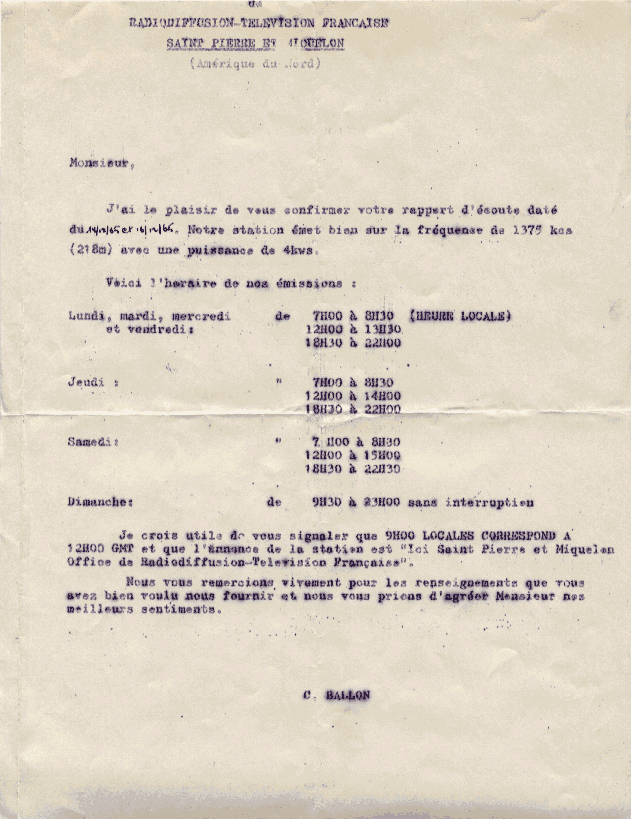 DE
RADIODIFFUSION-TELEVISION FRANCAISE
SAINT PIERRE ET MIQUELON
(Amérique du Nord)
Monsieur,
J'ai le plaisir de vous confirmer votre rapport d'écoute daté
du 14/12/65 et 16/12/65. Notre station émet bien sur la fréquense de 1375 kcs
(218m) avec une puissance de 4kws.
Voici l'horaire de nos émissions :
Lundi, mardi, mercredi de 7H00 à 8H30 (HEURE LOCALE)
et vendredi: 12H00 à 13H30
18H30 à 22H00
Jeudi : " 7H00 à 8H30
12H00 à 14H00
18H30 à 22H00
Samedi: " 7 H00 à 8H30
12H00 à 15H00
18H30 à 22H30
Dimanche: de 9H30 à 23H00 sans interruption
Je crois utile de vous signaler que 9H00 LOCALES CORRESPOND A
12H00 GMT et que l'annonce de la station est "Ici Saint Pierre et Miquelon
Office de Radiodiffusion-Television Française".
Nous vous remercions vivement pour les renseignements que vous
avez bien voulu nous fournir et nous vous prions d'agréer Monsieur nos
meilleurs sentiments.
C. BALLON